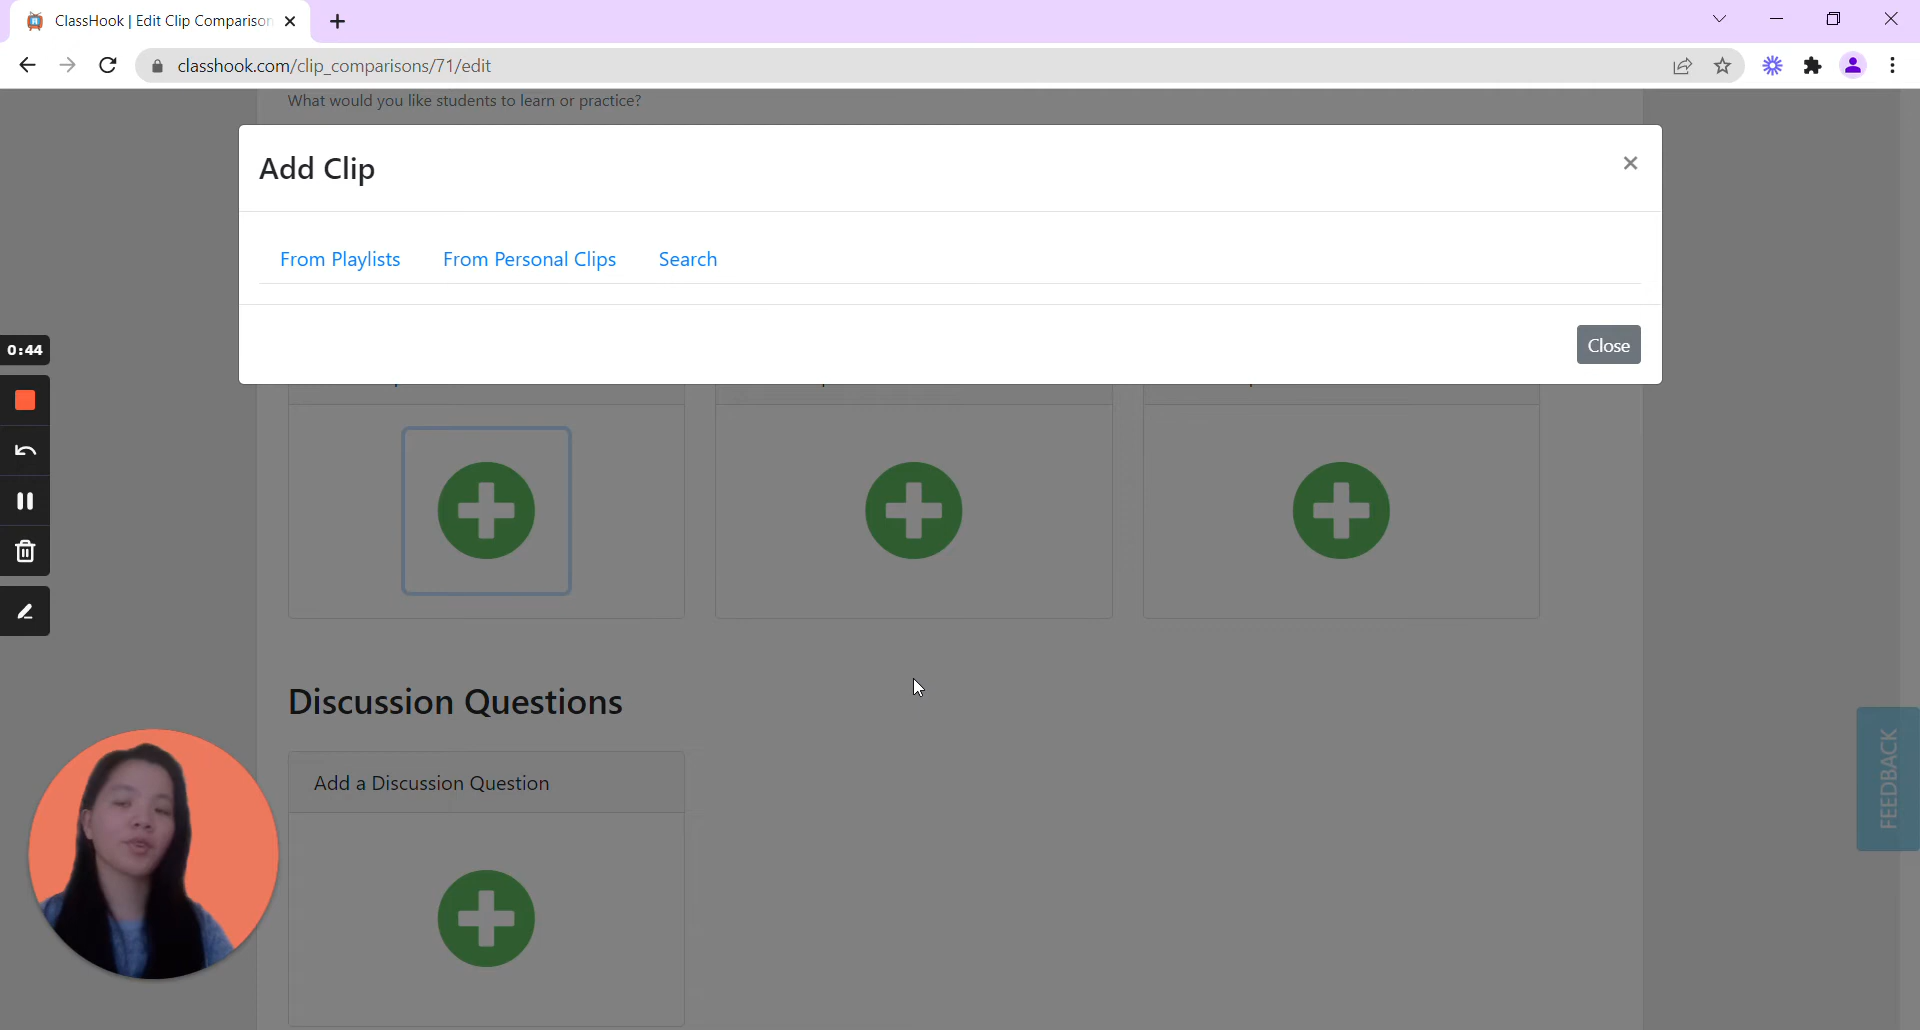 ClassHook | Edit Clip Comparison
classhook.com/clip_comparisons/71/edit
What would you like students to learn or practice?
Add Clip
From Playlists From Personal Clips Search
Close
0:44
Discussion Questions
Add a Discussion Question
FEEDBACK